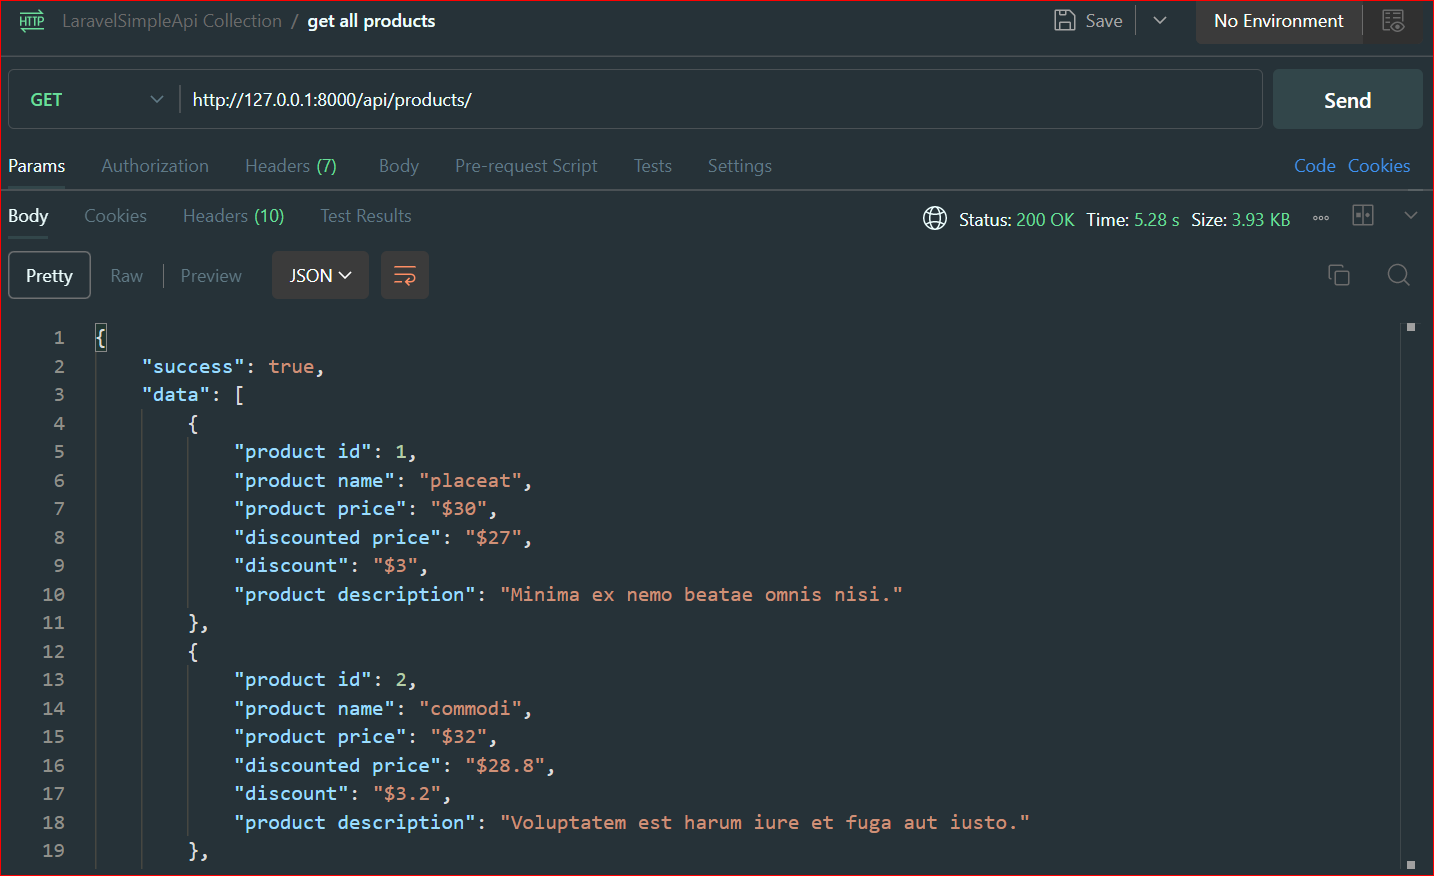 HTTP LaravelSimpleApi Collection / get all products Save No Environment
GET http://127.0.0.1:8000/api/products/ Send
Params Authorization Headers (7) Body Pre-request Script Tests Settings Code Cookies
Body Cookies Headers (10) Test Results Status: 200 OK Time: 5.28 s Size: 3.93 KB
Pretty Raw Preview JSON
1 {
2 "success": true,
3 "data": [
4 {
5 "product id": 1,
6 "product name": "placeat",
7 "product price": "$30",
8 "discounted price": "$27",
9 "discount": "$3",
10 "product description": "Minima ex nemo beatae omnis nisi."
11 },
12 {
13 "product id": 2,
14 "product name": "commodi",
15 "product price": "$32",
16 "discounted price": "$28.8",
17 "discount": "$3.2",
18 "product description": "Voluptatem est harum iure et fuga aut iusto."
19 },